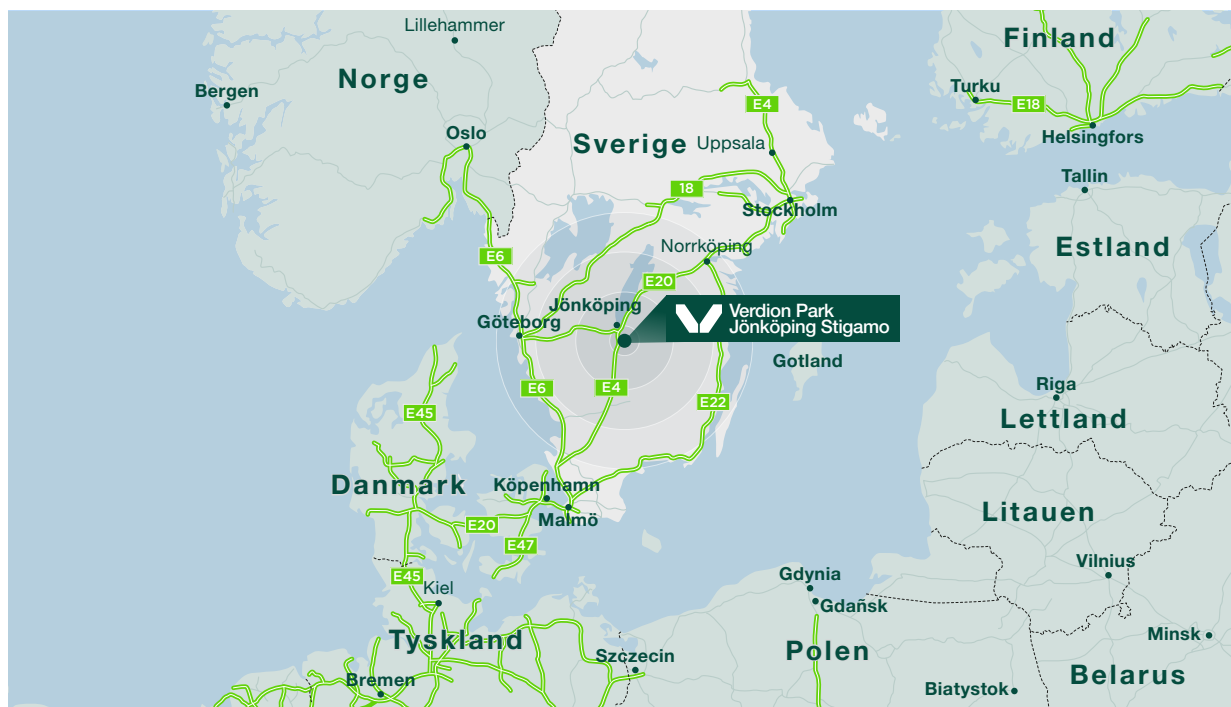 Lillehammer
Finland
Norge
Bergen
Turku
E4
E18
Oslo
Helsingfors
Sverige
Uppsala
Tallin
18
Stockholm
Estland
Norrköping
E6
E20
Jönköping
Verdion Park
Jönköping Stigamo
Göteborg
Gotland
Riga
E6
E4
E22
E45
Lettland
Danmark
Köpenhamn
Litauen
Malmö
E20
E47
Vilnius
E45
Kiel
Gdynia
Gdańsk
Minsk
Tyskland
Szczecin
Polen
Belarus
Bremen
Biatystok